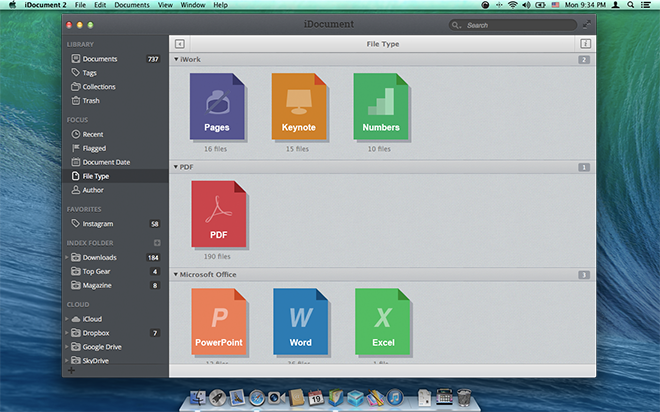 iDocument 2 File Edit Documents View Window Help
Mon 9:34 PM
iDocument
Search
LIBRARY
Documents 737
Tags
Collections
Trash
FOCUS
Recent
Flagged
Document Date
File Type
Author
FAVORITES
Instagram 58
INDEX FOLDER
Downloads 184
Top Gear 4
Magazine 8
CLOUD
iCloud
Dropbox 7
Google Drive
SkyDrive
File Type
iWork 2
Pages
16 files
Keynote
15 files
Numbers
10 files
PDF 1
PDF
190 files
Microsoft Office 3
P
PowerPoint
W
Word
X
Excel
1 file
19